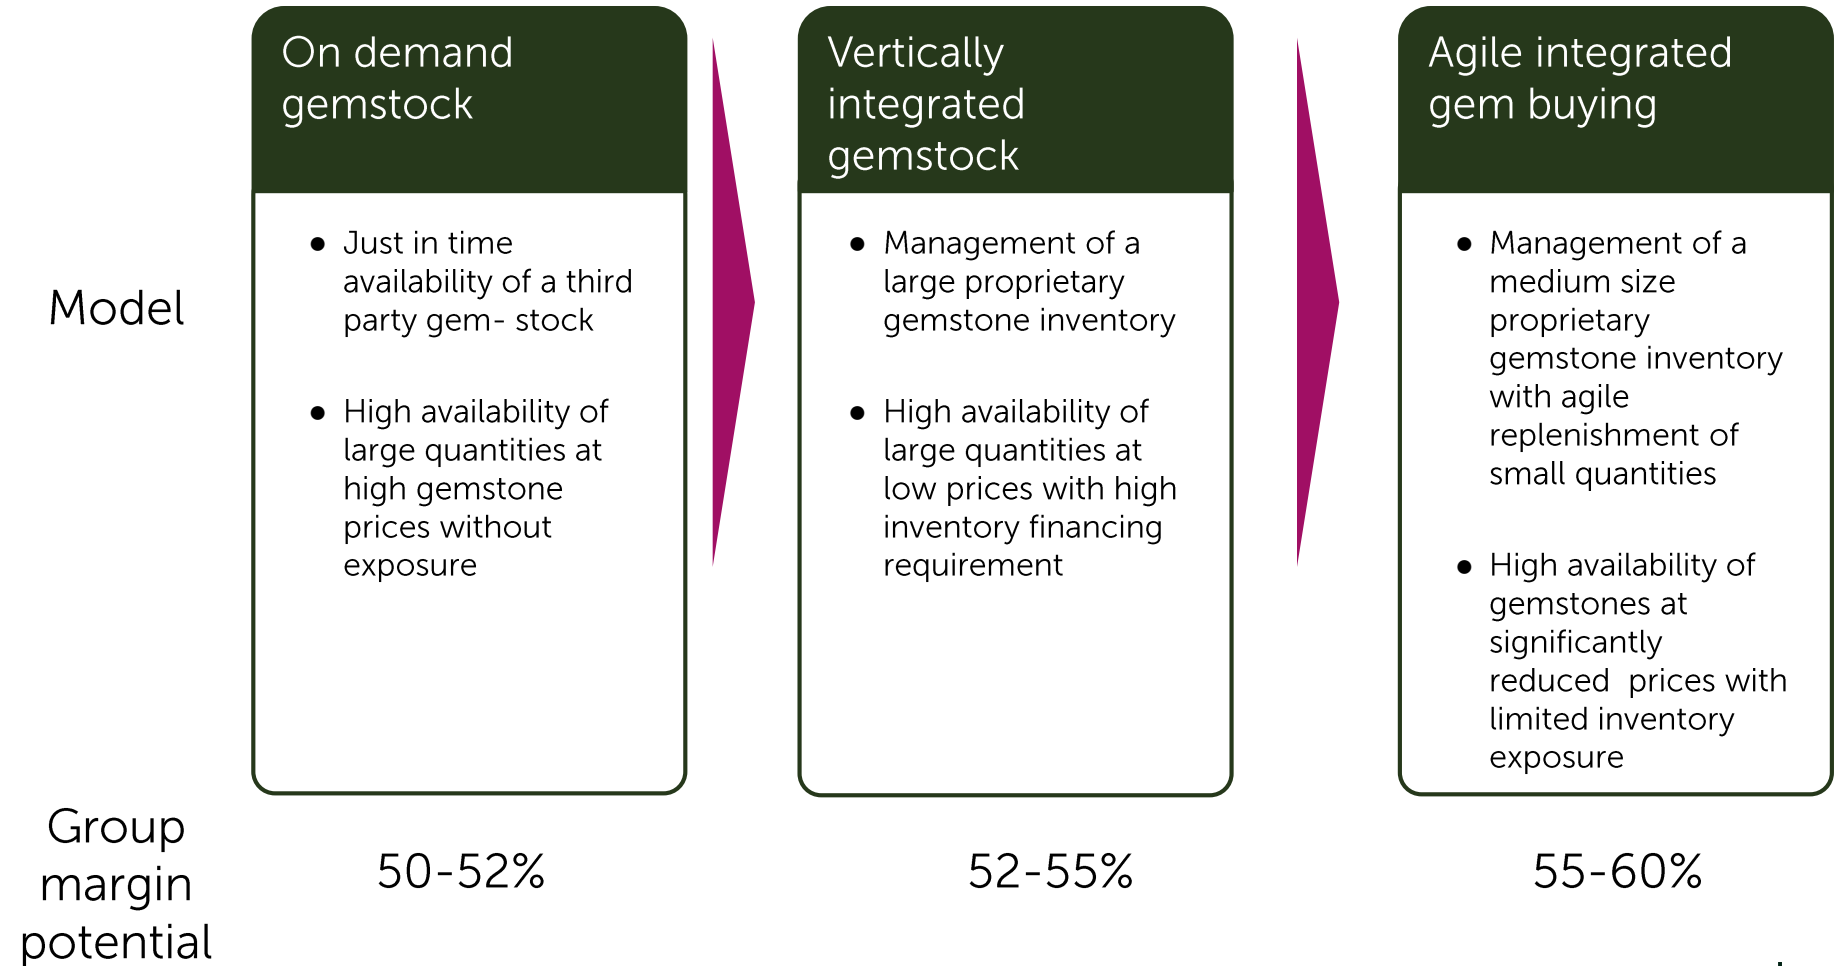 On demand
gemstock
Vertically
integrated
gemstock
Agile integrated
gem buying
Model
● Just in time
availability of a third
party gem- stock
● High availability of
large quantities at
high gemstone
prices without
exposure
● Management of a
large proprietary
gemstone inventory
● High availability of
large quantities at
low prices with high
inventory financing
requirement
● Management of a
medium size
proprietary
gemstone inventory
with agile
replenishment of
small quantities
● High availability of
gemstones at
significantly
reduced  prices with
limited inventory
exposure
Group
margin
potential
50-52%
52-55%
55-60%